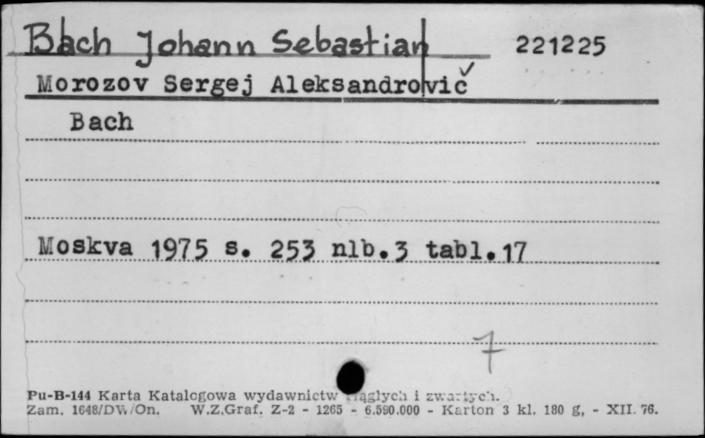 Bach Johann Sebastian 221225
Morozov Sergej Aleksandrovič
Bach
Moskva 1975 s. 253 nlb.3 tabl.17
7
Pu-B-144 Karta Katalogowa wydawnictw ciągłych i zwartych.
Zam. 1648/DW/On. W.Z.Graf. Z-2 - 1265 - 6.590.000 - Karton 3 kl. 180 g, - XII. 76.